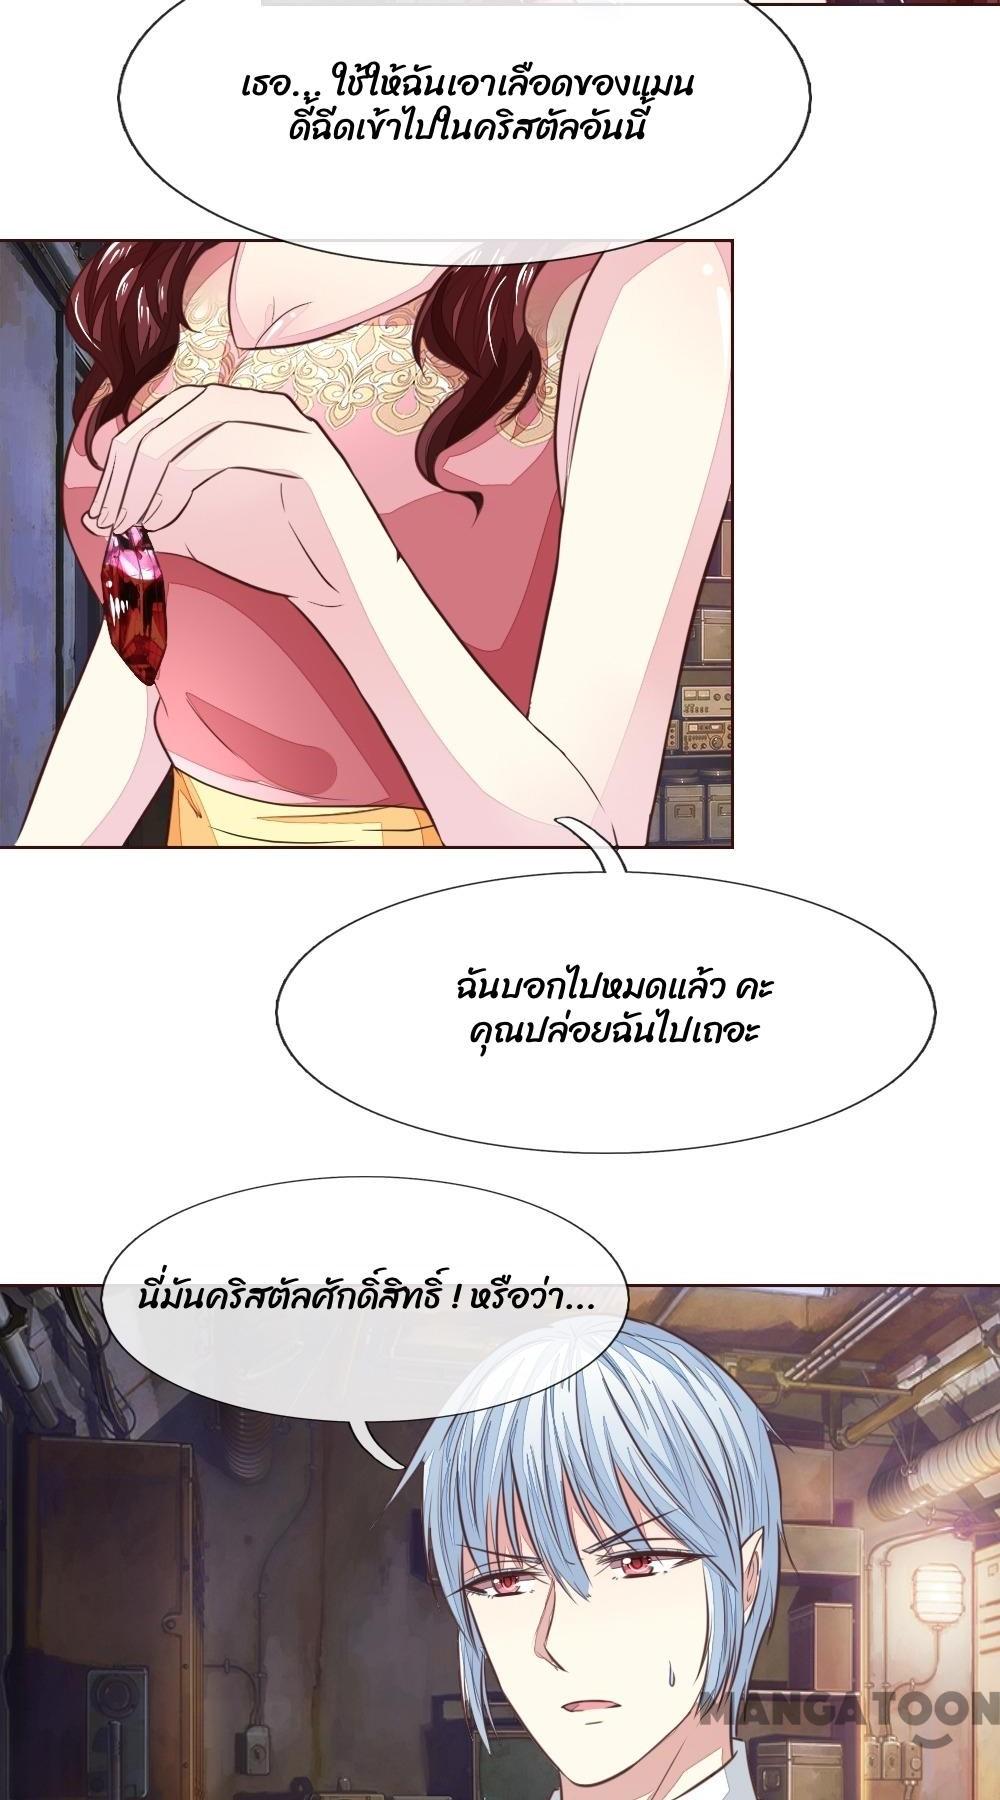 เธอ... ใช้ให้ฉันเอาเลือดของแมน
ดี้ฉีดเข้าไปในคริสตัลอันนี้
ฉันบอกไปหมดแล้ว คะ
คุณปล่อยฉันไปเถอะ
นี่มันคริสตัลศักดิ์สิทธิ์ ! หรือว่า...
MANGATOON